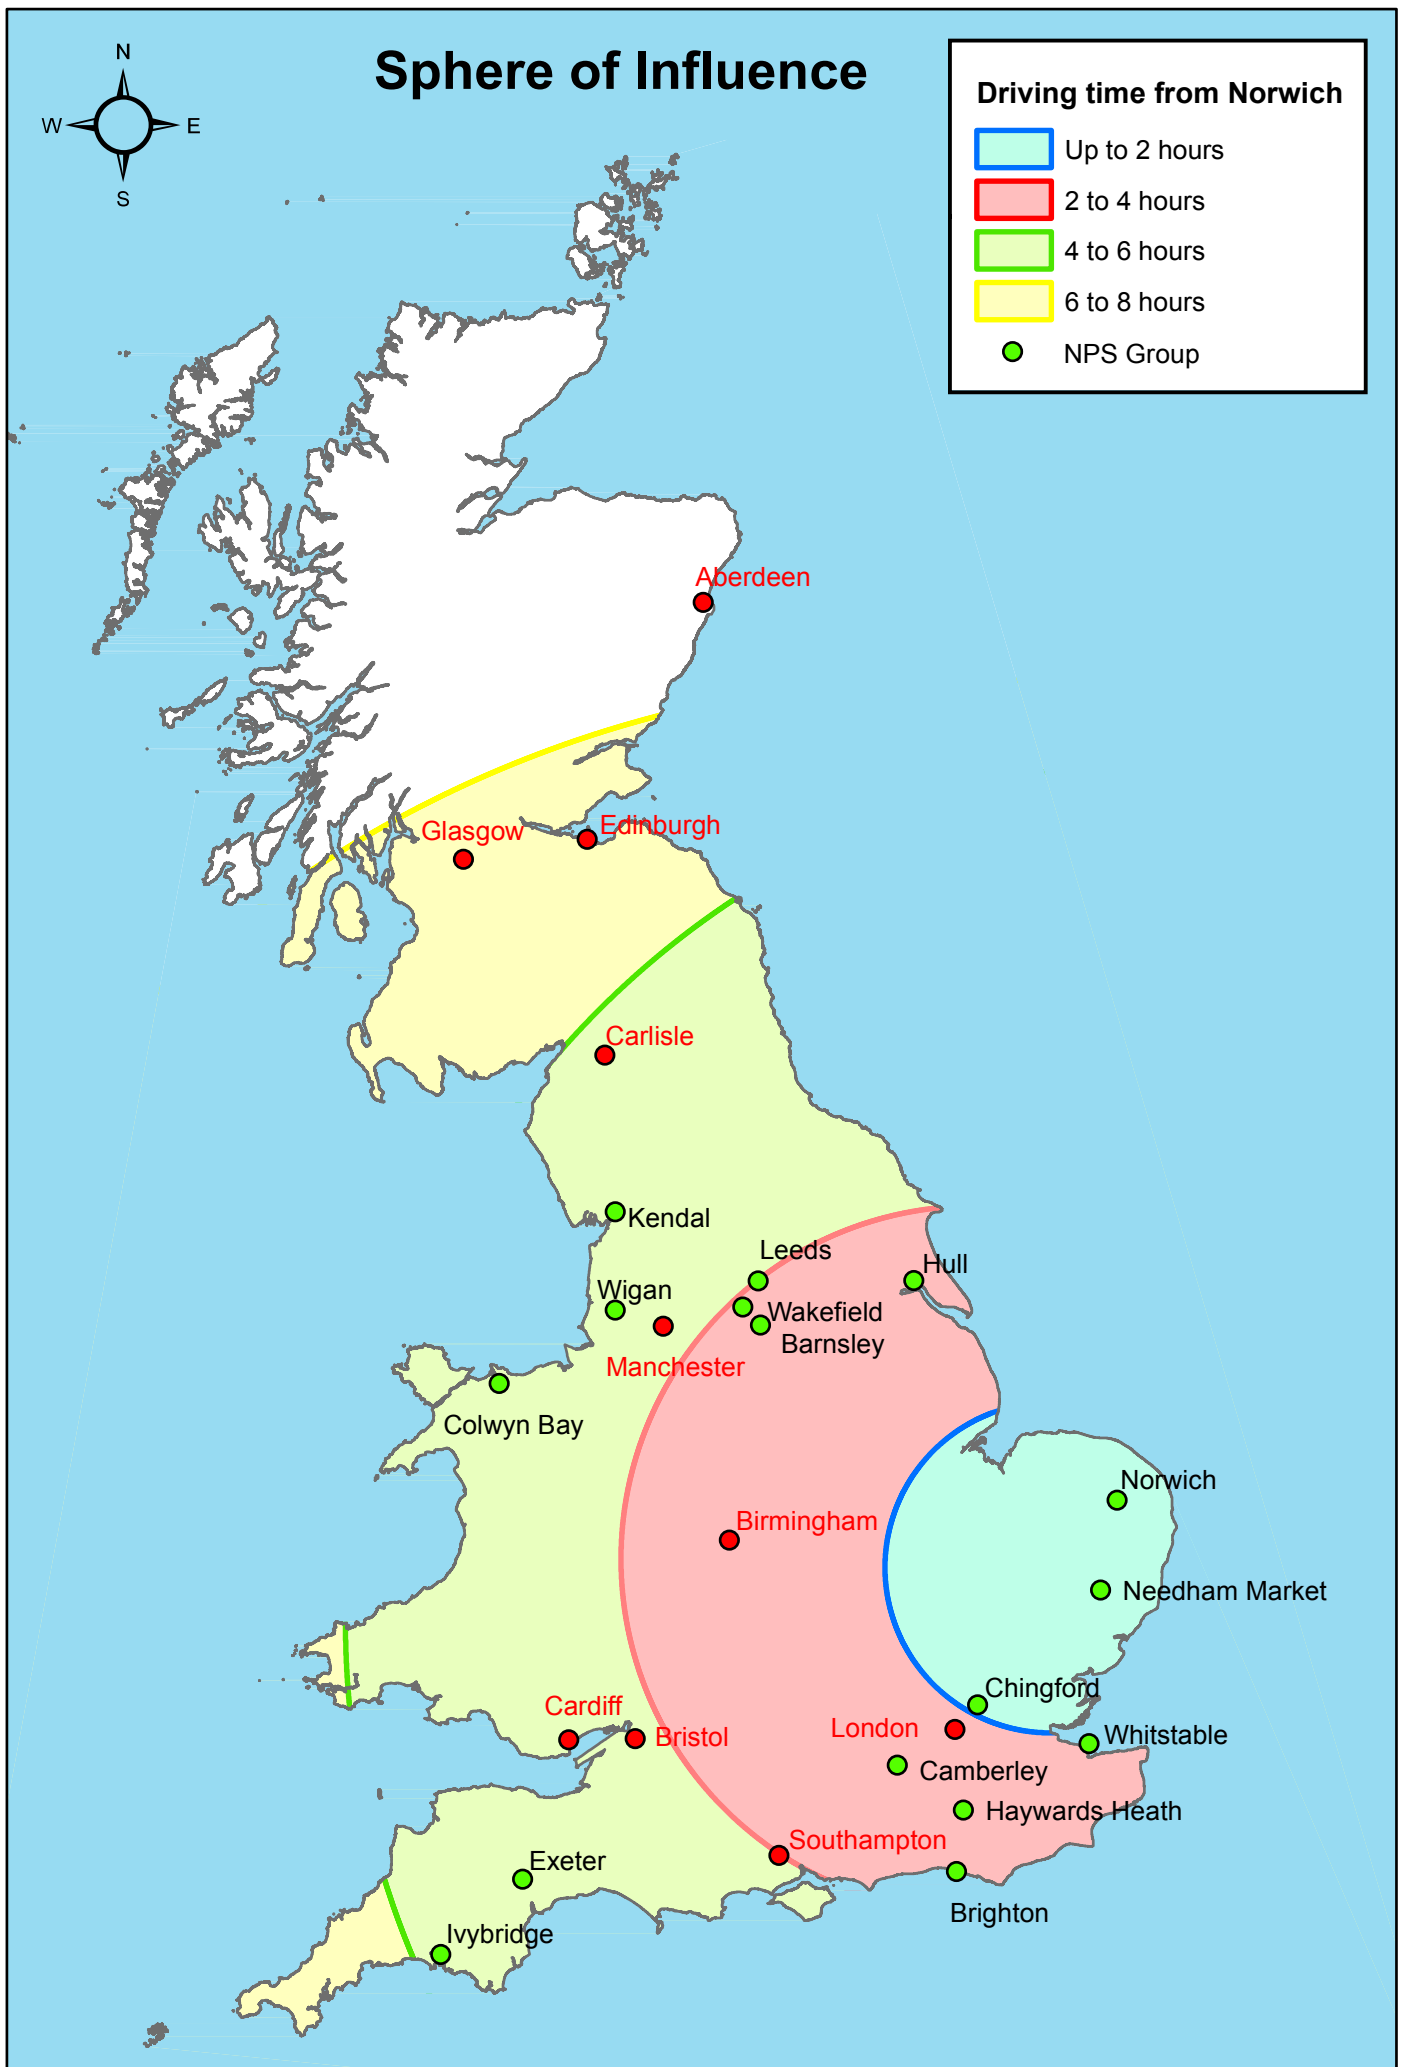 Sphere of Influence
N
W
E
S
Driving time from Norwich
Up to 2 hours
2 to 4 hours
4 to 6 hours
6 to 8 hours
NPS Group
Aberdeen
Glasgow
Edinburgh
Carlisle
Kendal
Leeds
Hull
Wigan
Wakefield
Barnsley
Manchester
Colwyn Bay
Norwich
Birmingham
Needham Market
Chingford
Cardiff
Bristol
London
Whitstable
Camberley
Haywards Heath
Southampton
Exeter
Brighton
Ivybridge